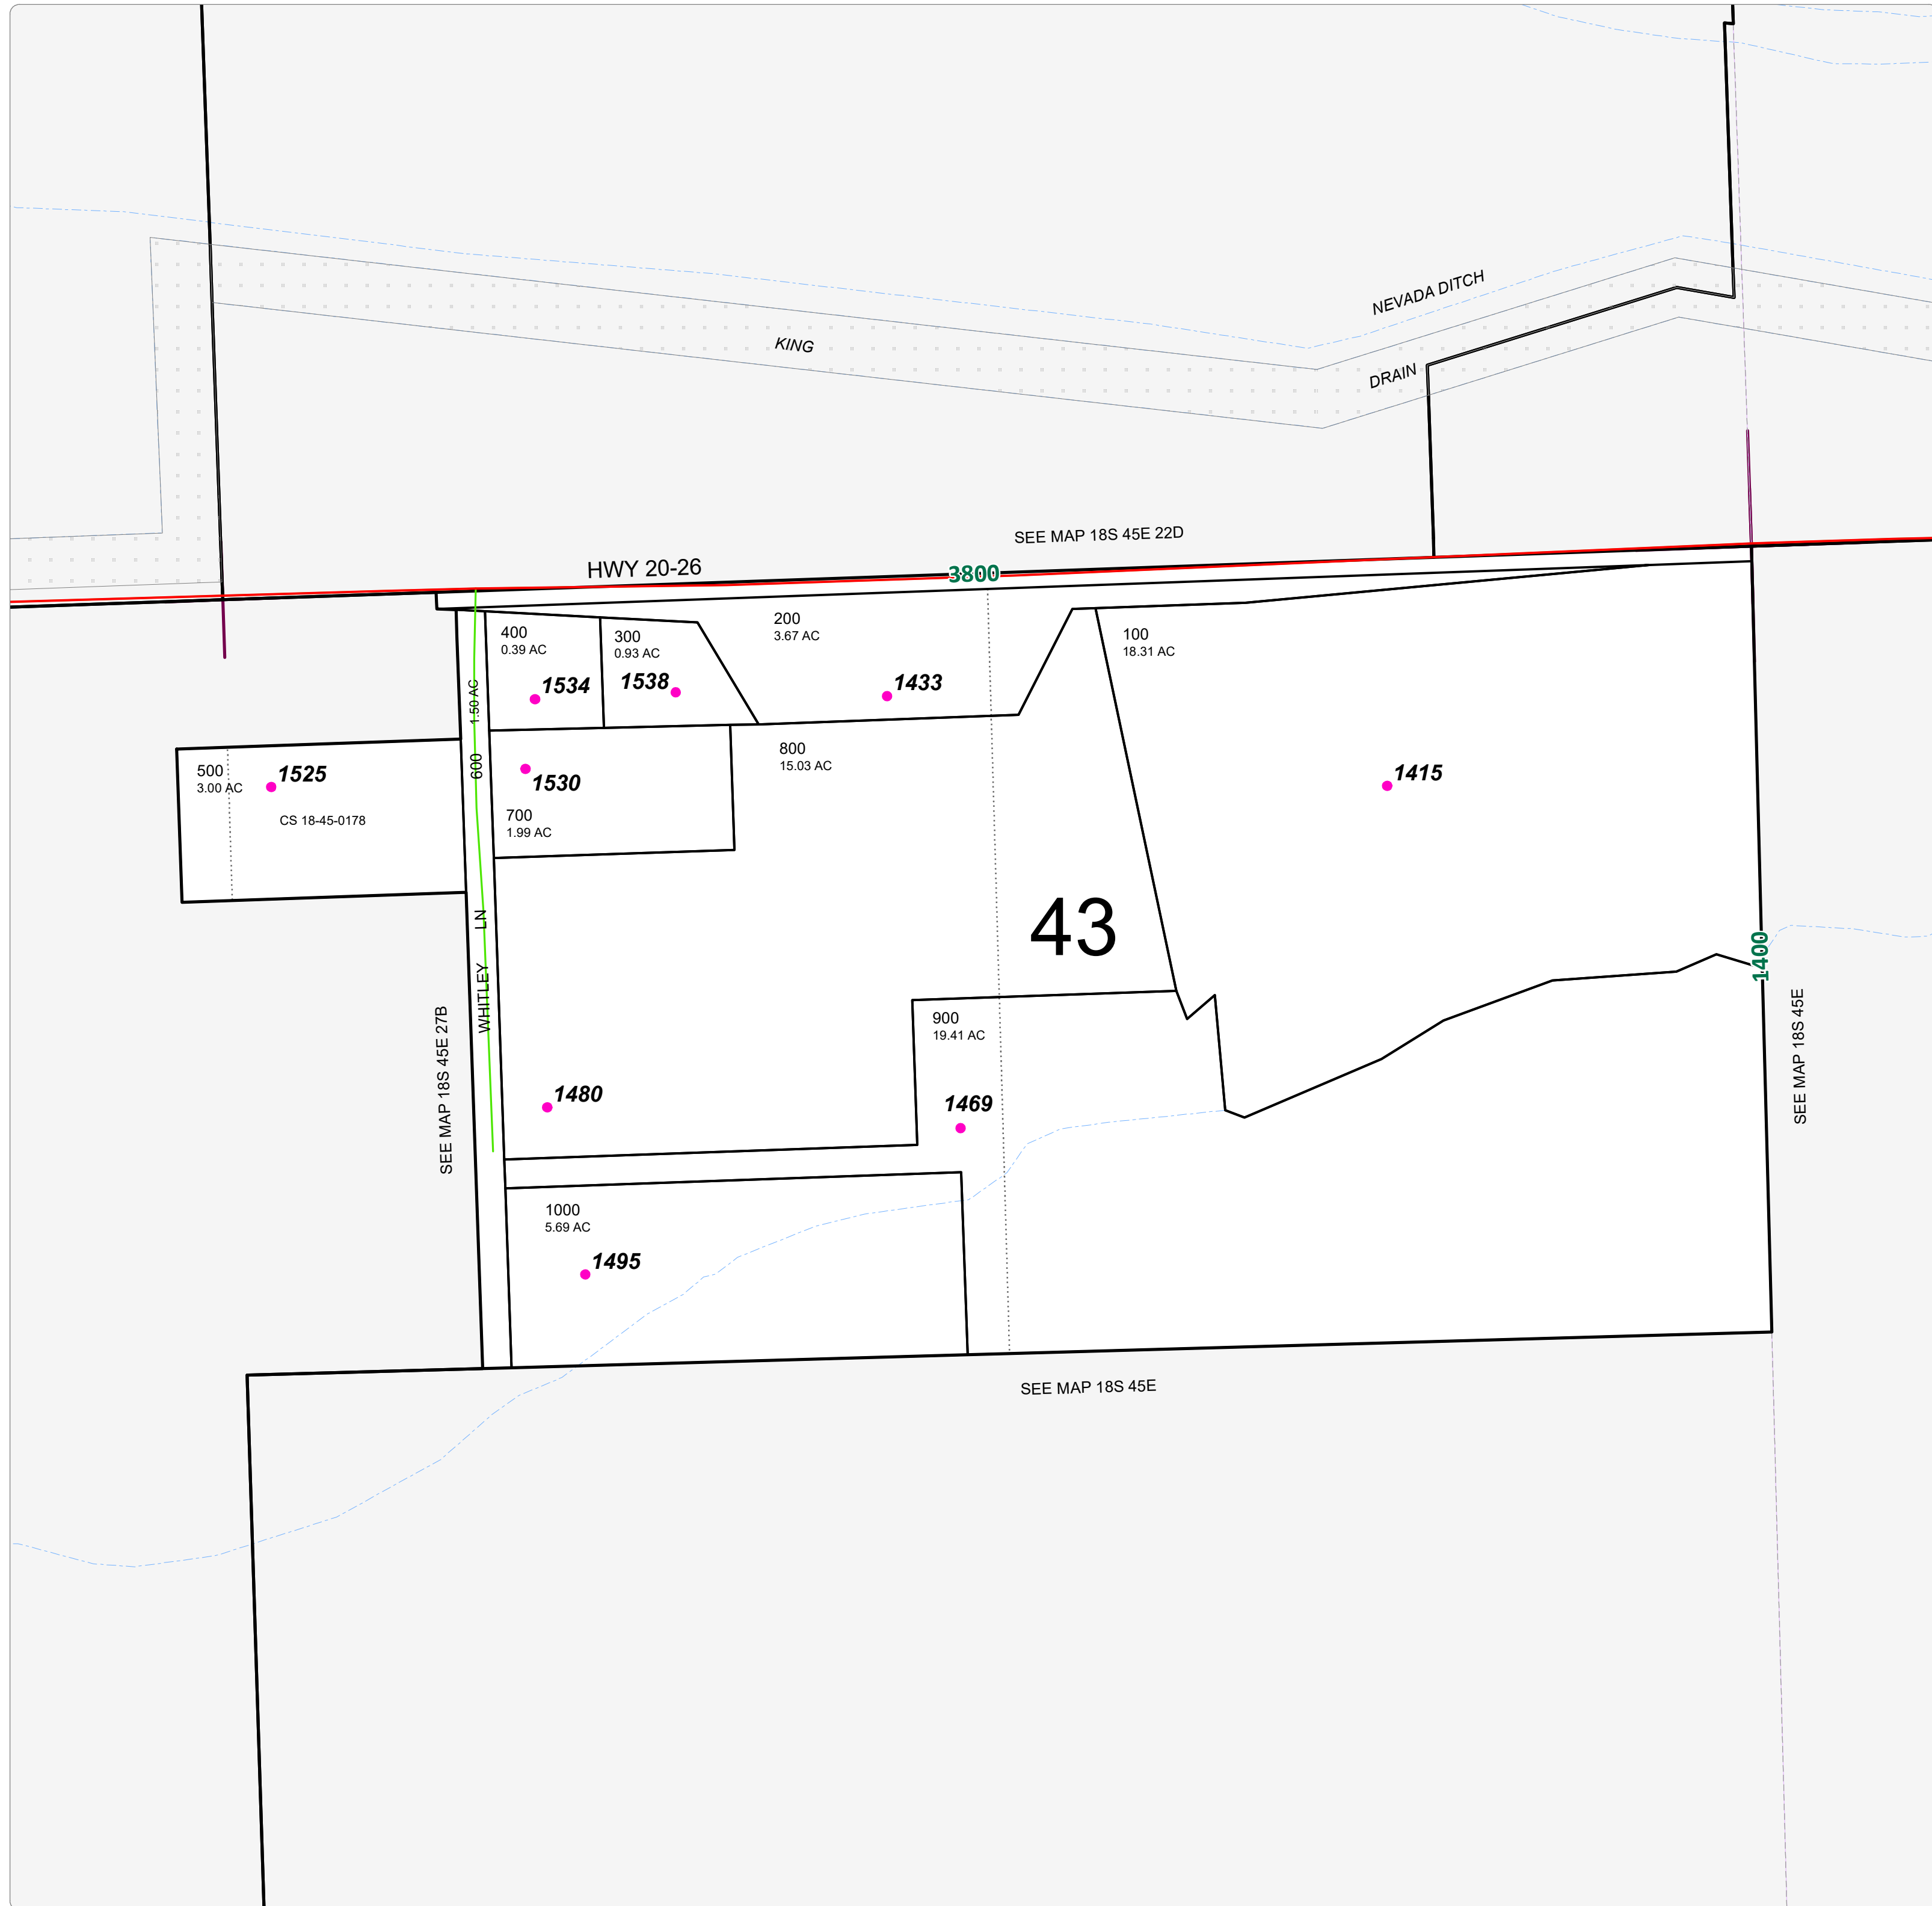 NEVADA DITCH
KING
DRAIN
SEE MAP 18S 45E 22D
HWY 20-26
3800
200
3.67 AC
400
0.39 AC
300
0.93 AC
100
18.31 AC
1534
1538
1433
1.50 AC
600
800
15.03 AC
500
3.00 AC
1525
1530
1415
CS 18-45-0178
700
1.99 AC
43
WHITLEY LN
1400
SEE MAP 18S 45E 27B
SEE MAP 18S 45E
900
19.41 AC
1480
1469
1000
5.69 AC
1495
SEE MAP 18S 45E